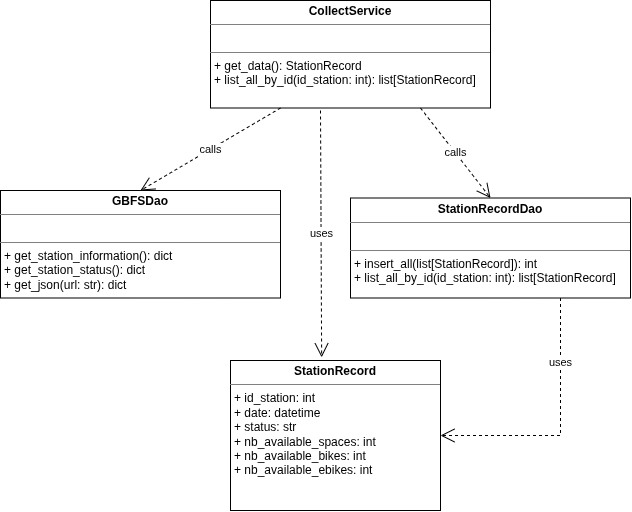 CollectService
+ get_data(): StationRecord
+ list_all_by_id(id_station: int): list[StationRecord]
calls
calls
GBFSDao
+ get_station_information(): dict
+ get_station_status(): dict
+ get_json(url: str): dict
uses
StationRecordDao
+ insert_all(list[StationRecord]): int
+ list_all_by_id(id_station: int): list[StationRecord]
uses
StationRecord
+ id_station: int
+ date: datetime
+ status: str
+ nb_available_spaces: int
+ nb_available_bikes: int
+ nb_available_ebikes: int